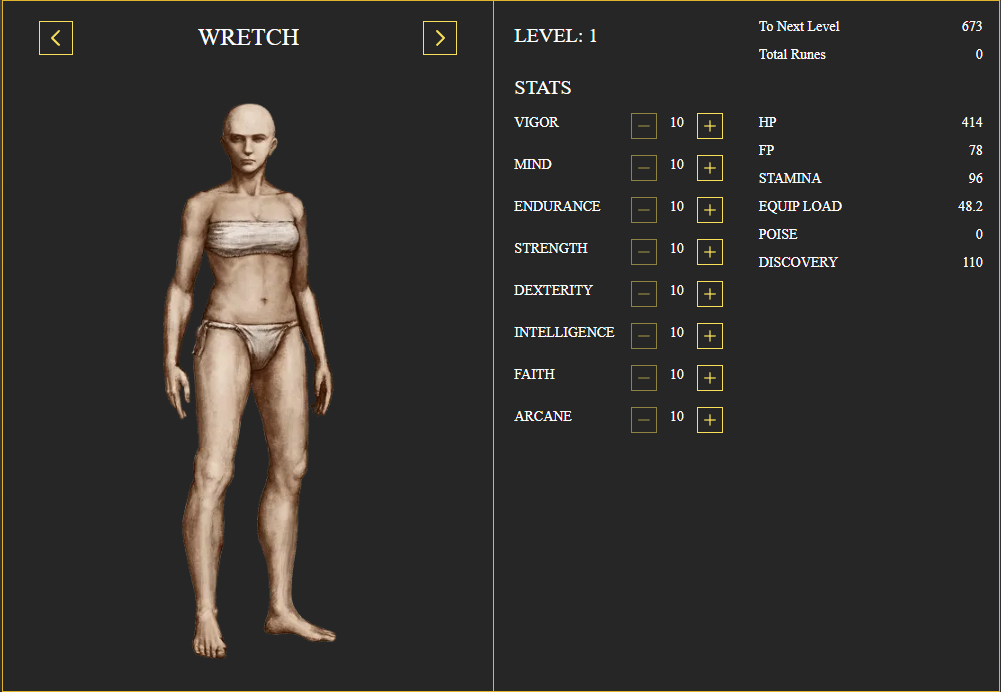 WRETCH
LEVEL: 1
To Next Level 673
Total Runes 0
STATS
VIGOR 10
MIND 10
ENDURANCE 10
STRENGTH 10
DEXTERITY 10
INTELLIGENCE 10
FAITH 10
ARCANE 10
HP 414
FP 78
STAMINA 96
EQUIP LOAD 48.2
POISE 0
DISCOVERY 110